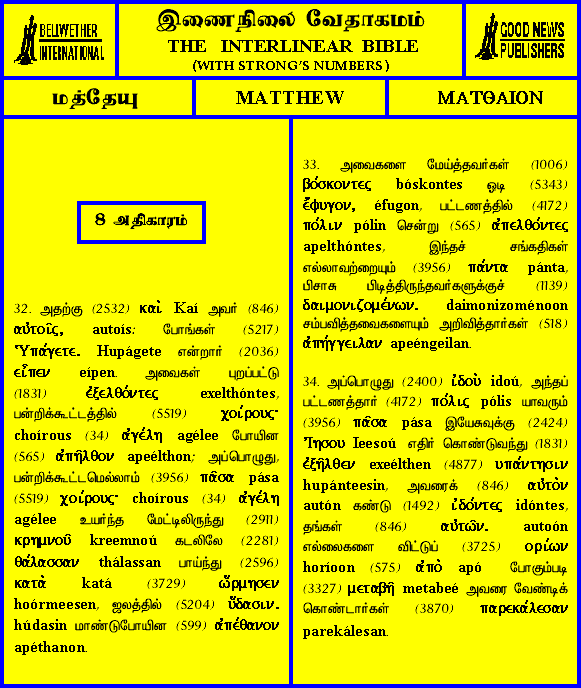 BELLWETHER
INTERNATIONAL
இணைநிலை வேதாகமம்
THE INTERLINEAR BIBLE
(WITH STRONG'S NUMBERS)
GOOD NEWS
PUBLISHERS
மத்தேயு
MATTHEW
ΜΑΤΘΑΙΟΝ
8 அதிகாரம்
32. அதற்கு (2532) καὶ Kaí அவர் (846)
αὐτοῖς, autoís: போங்கள் (5217)
Ὑπάγετε. Hupágete என்றார் (2036)
εἶπεν eípen. அவைகள் புறப்பட்டு
(1831) ἐξελθόντες exelthóntes,
பன்றிக்கூட்டத்தில் (5519) χοίρους·
choírous (34) ἀγέλη agélee போயின
(565) ἀπῆλθον apeélthon; அப்பொழுது,
பன்றிக்கூட்டமெல்லாம் (3956) πᾶσα pása
(5519) χοίρους· choírous (34) ἀγέλη
agélee உயர்ந்த மேட்டிலிருந்து (2911)
κρημνοῦ kreemnoú கடலிலே (2281)
θάλασσαν thálassan பாய்ந்து (2596)
κατὰ katá (3729) ὥρμησεν
hoórmeesen, ஜலத்தில் (5204) ὕδασιν.
húdasin மாண்டுபோயின (599) ἀπέθανον
apéthanon.
33. அவைகளை மேய்த்தவர்கள் (1006)
βόσκοντες bóskontes ஓடி (5343)
ἔφυγον, éfugon, பட்டணத்தில் (4172)
πόλιν pólin சென்று (565) ἀπελθόντες
apelthóntes, இந்தச் சங்கதிகள்
எல்லாவற்றையும் (3956) πάντα pánta,
பிசாசு பிடித்திருந்தவர்களுக்குச் (1139)
δαιμονιζομένων. daimonizoménoon
சம்பவித்தவைகளையும் அறிவித்தார்கள் (518)
ἀπήγγειλαν apeéngeilan.
34. அப்பொழுது (2400) ἰδοὺ idoú, அந்தப்
பட்டணத்தார் (4172) πόλις pólis யாவரும்
(3956) πᾶσα pása இயேசுவுக்கு (2424)
Ἰησου Ieesoú எதிர் கொண்டுவந்து (1831)
ἐξῆλθεν exeélthen (4877) υπάντησιν
hupánteesin, அவரைக் (846) αὐτὸν
autón கண்டு (1492) ἰδόντες idóntes,
தங்கள் (846) αὐτῶν. autoón
எல்லைகளை விட்டுப் (3725) ορίων
horíoon (575) ἀπὸ apó போகும்படி
(3327) μεταβῇ metabeé அவரை வேண்டிக்
கொண்டார்கள் (3870) παρεκάλεσαν
parekálesan.